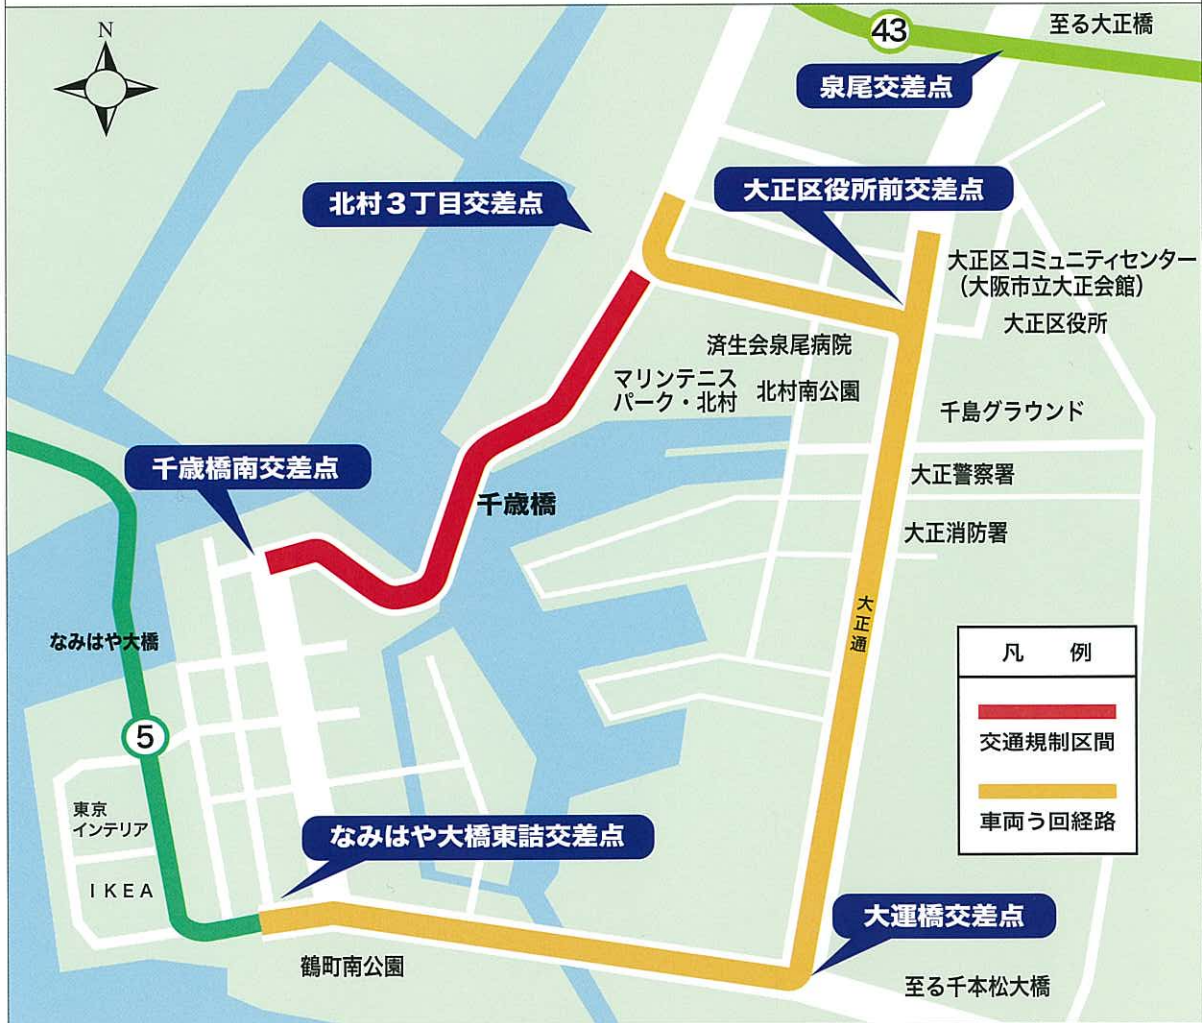 N
43
至る大正橋
泉尾交差点
北村3丁目交差点
大正区役所前交差点
大正区コミュニティセンター
(大阪市立大正会館)
大正区役所
済生会泉尾病院
マリンテニス
パーク・北村
北村南公園
千島グラウンド
千歳橋南交差点
千歳橋
大正警察署
大正消防署
大正通
なみはや大橋
5
凡 例
交通規制区間
車両う回経路
東京
インテリア
IKEA
なみはや大橋東詰交差点
大運橋交差点
鶴町南公園
至る千本松大橋